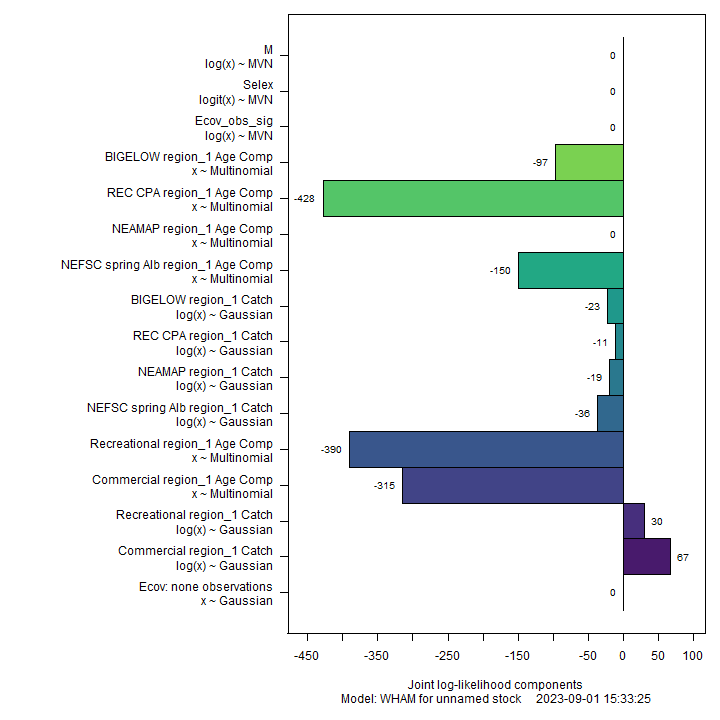 M
log(x) ~ MVN
0
Selex
logit(x) ~ MVN
0
Ecov_obs_sig
log(x) ~ MVN
0
BIGELOW region_1 Age Comp
x ~ Multinomial
-97
REC CPA region_1 Age Comp
x ~ Multinomial
-428
NEAMAP region_1 Age Comp
x ~ Multinomial
0
NEFSC spring Alb region_1 Age Comp
x ~ Multinomial
-150
BIGELOW region_1 Catch
log(x) ~ Gaussian
-23
REC CPA region_1 Catch
log(x) ~ Gaussian
-11
NEAMAP region_1 Catch
log(x) ~ Gaussian
-19
NEFSC spring Alb region_1 Catch
log(x) ~ Gaussian
-36
Recreational region_1 Age Comp
x ~ Multinomial
-390
Commercial region_1 Age Comp
x ~ Multinomial
-315
Recreational region_1 Catch
log(x) ~ Gaussian
30
Commercial region_1 Catch
log(x) ~ Gaussian
67
Ecov: none observations
x ~ Gaussian
0
-450 -350 -250 -150 -50 0 50 100
Joint log-likelihood components
Model: WHAM for unnamed stock 2023-09-01 15:33:25